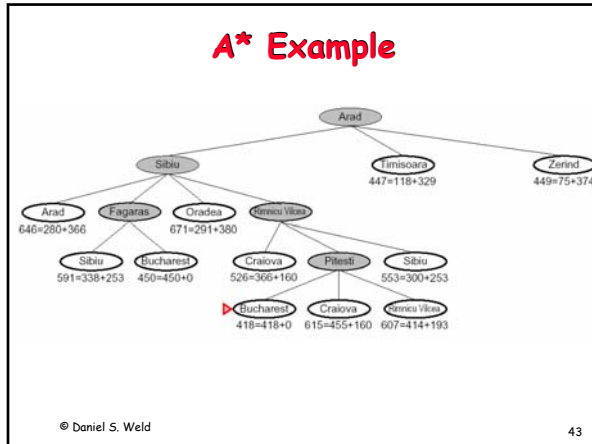 A* Example
Arad
Sibiu
Timisoara
Zerind
447=118+329
449=75+374
Arad
Fagaras
Oradea
Rimnicu Vilcea
646=280+366
671=291+380
Sibiu
Bucharest
Craiova
Pitesti
Sibiu
591=338+253
450=450+0
526=366+160
553=300+253
Bucharest
Craiova
Rimnicu Vilcea
418=418+0
615=455+160
607=414+193
© Daniel S. Weld
43